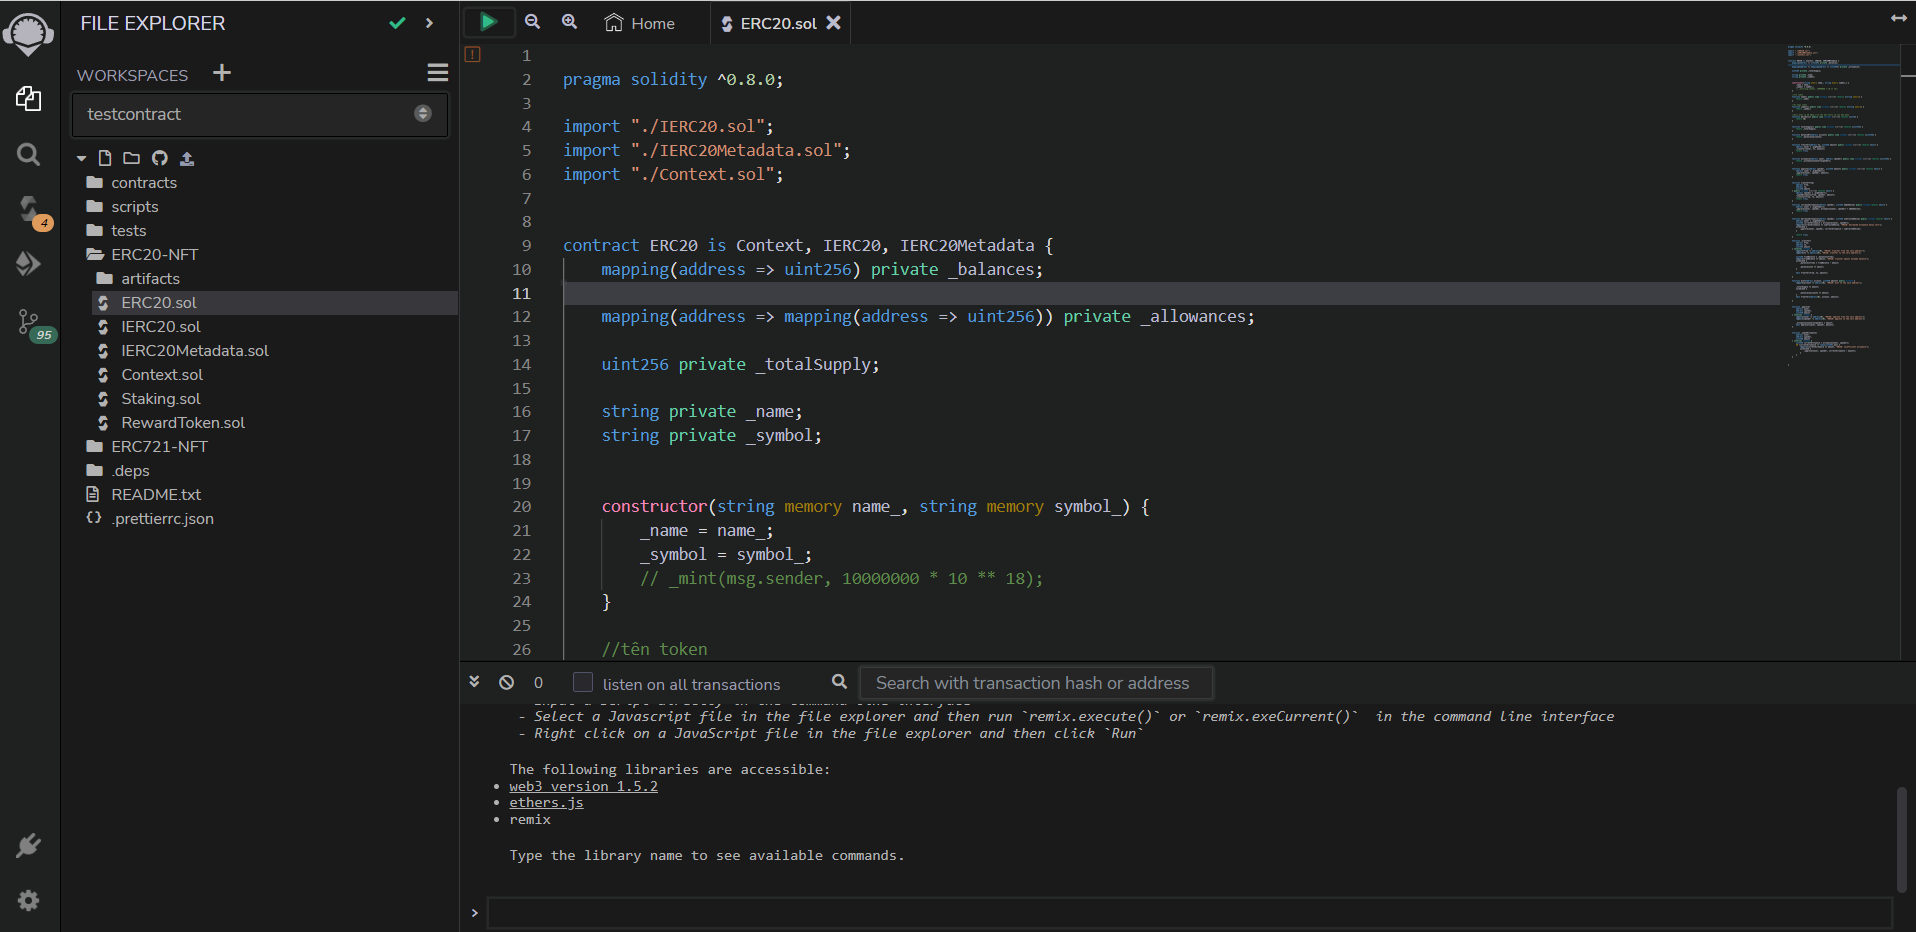 FILE EXPLORER
WORKSPACES
testcontract
contracts
scripts
tests
ERC20-NFT
artifacts
ERC20.sol
IERC20.sol
IERC20Metadata.sol
Context.sol
Staking.sol
RewardToken.sol
ERC721-NFT
.deps
README.txt
.prettierrc.json
4
95
Home
ERC20.sol
1
2 pragma solidity ^0.8.0;
3
4 import "./IERC20.sol";
5 import "./IERC20Metadata.sol";
6 import "./Context.sol";
7
8
9 contract ERC20 is Context, IERC20, IERC20Metadata {
10 mapping(address => uint256) private _balances;
11
12 mapping(address => mapping(address => uint256)) private _allowances;
13
14 uint256 private _totalSupply;
15
16 string private _name;
17 string private _symbol;
18
19
20 constructor(string memory name_, string memory symbol_) {
21 _name = name_;
22 _symbol = symbol_;
23 // _mint(msg.sender, 10000000 * 10 ** 18);
24 }
25
26 //tên token
0 listen on all transactions Search with transaction hash or address
- Select a Javascript file in the file explorer and then run `remix.execute()` or `remix.exeCurrent()` in the command line interface
- Right click on a JavaScript file in the file explorer and then click `Run`
The following libraries are accessible:
• web3 version 1.5.2
• ethers.js
• remix
Type the library name to see available commands.
>